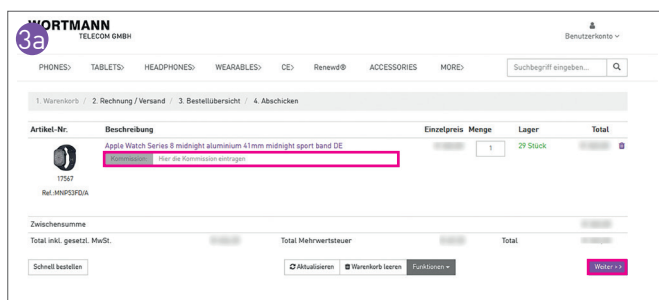 WORTMANN
TELECOM GMBH
3a
Benutzerkonto
PHONES> TABLETS> HEADPHONES> WEARABLES> CE> Renewd® ACCESSORIES MORE> Suchbegriff eingeben...
1. Warenkorb / 2. Rechnung / Versand / 3. Bestellübersicht / 4. Abschicken
Artikel-Nr. Beschreibung Einzelpreis Menge Lager Total
Apple Watch Series 8 midnight aluminium 41mm midnight sport band DE 1 29 Stück
Kommission Hier die Kommission eintragen
17567
Ref.:MNP53FD/A
Zwischensumme
Total inkl. gesetzl. MwSt. Total Mehrwertsteuer Total
Schnell bestellen Aktualisieren Warenkorb leeren Funktionen Weiter >>